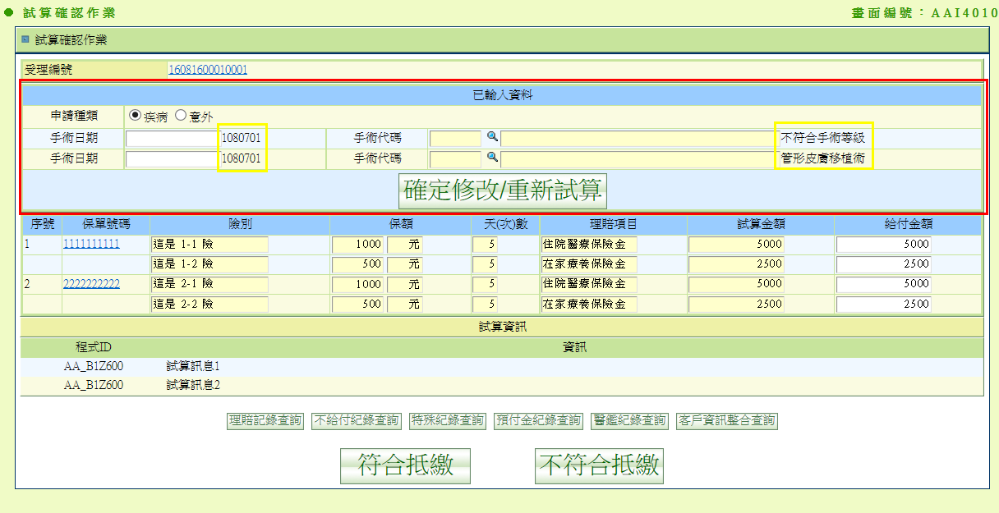 試算確認作業 畫面編號：AAI4010
試算確認作業
受理編號 16081600010001
已輸入資料
申請種類 疾病 意外
手術日期 1080701 手術代碼 不符合手術等級
手術日期 1080701 手術代碼 管形皮膚移植術
確定修改/重新試算
序號 保單號碼 險別 保額 天(次)數 理賠項目 試算金額 給付金額
1 1111111111 這是 1-1 險 1000 元 5 住院醫療保險金 5000 5000
這是 1-2 險 500 元 5 在家療養保險金 2500 2500
2 2222222222 這是 2-1 險 1000 元 5 住院醫療保險金 5000 5000
這是 2-2 險 500 元 5 在家療養保險金 2500 2500
試算資訊
程式ID 資訊
AA_B1Z600 試算訊息1
AA_B1Z600 試算訊息2
理賠記錄查詢 不給付紀錄查詢 特殊紀錄查詢 預付金紀錄查詢 醫鑑紀錄查詢 客戶資訊整合查詢
符合抵繳 不符合抵繳